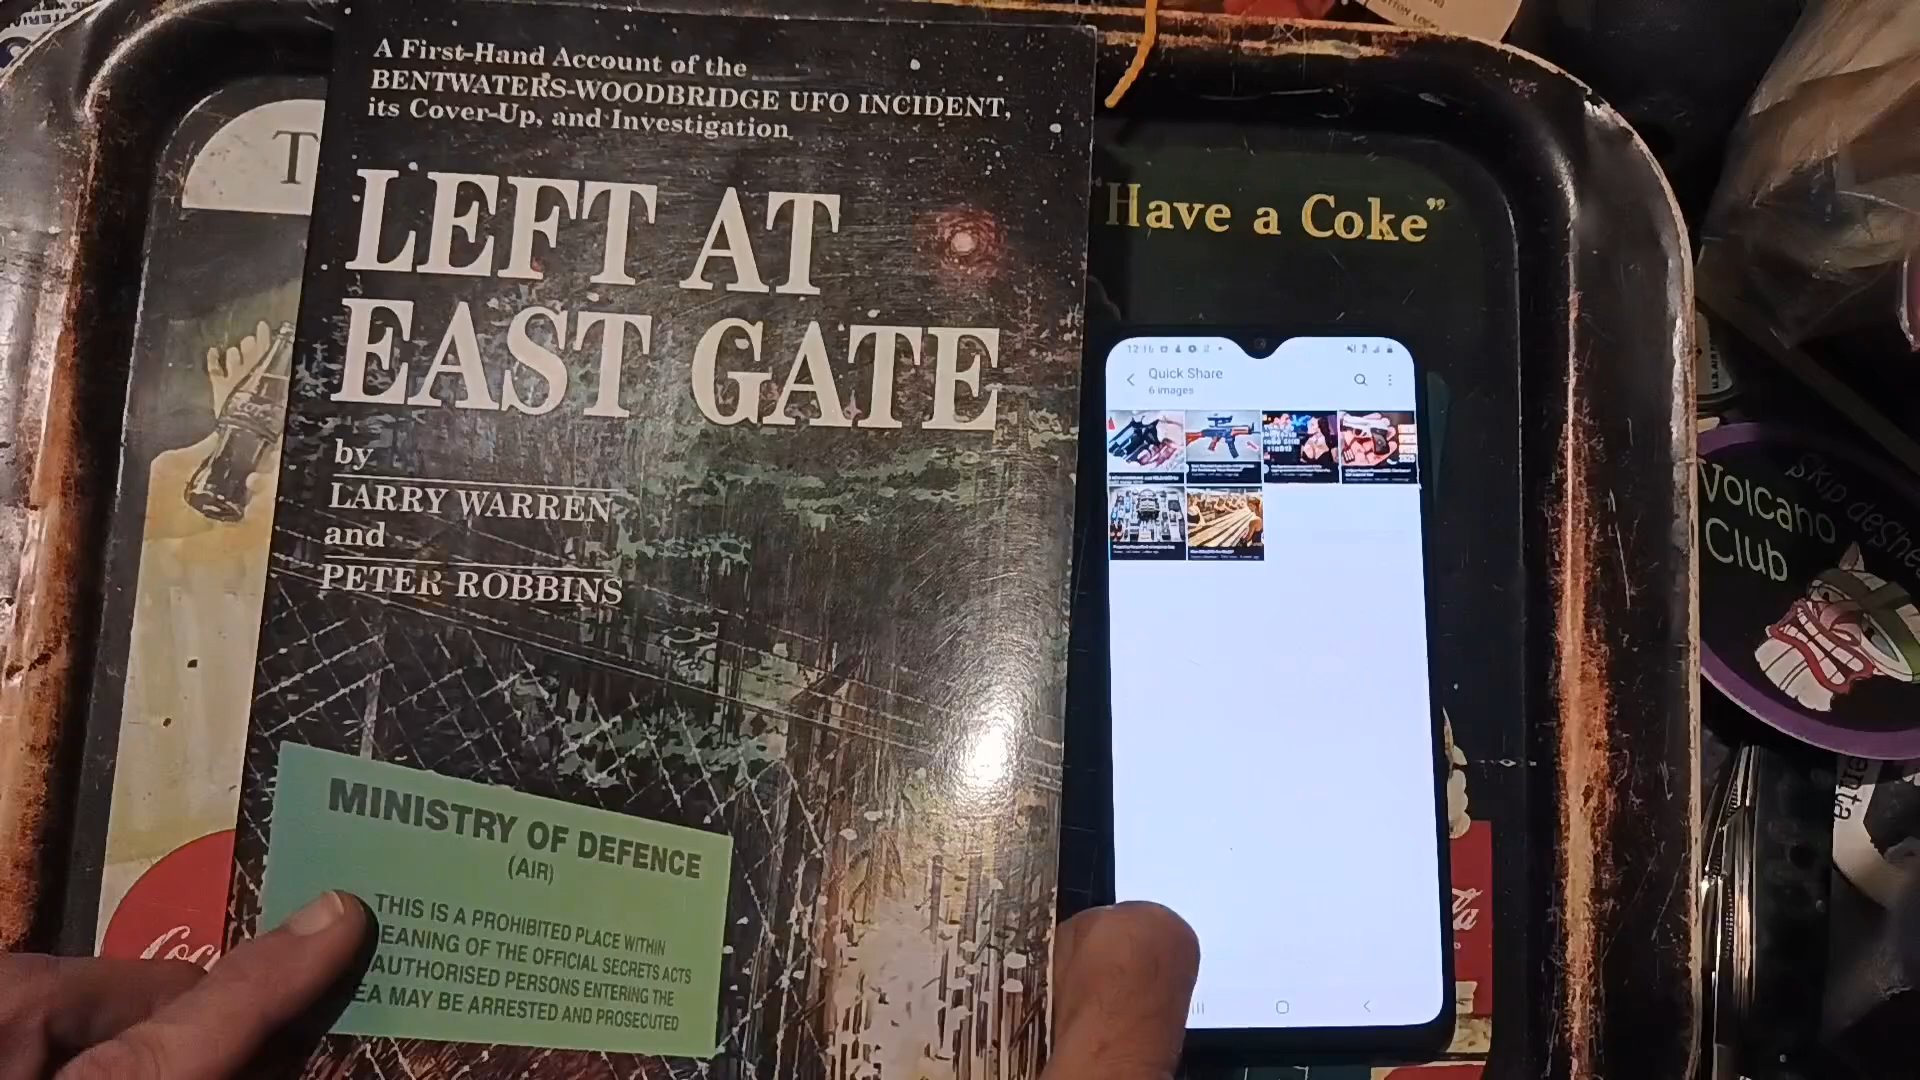 A First-Hand Account of the
BENTWATERS-WOODBRIDGE UFO INCIDENT,
its Cover-Up, and Investigation
LEFT AT
EAST GATE
by
LARRY WARREN
and
PETER ROBBINS
MINISTRY OF DEFENCE
(AIR)
THIS IS A PROHIBITED PLACE WITHIN
EANING OF THE OFFICIAL SECRETS ACTS
AUTHORISED PERSONS ENTERING THE
EA MAY BE ARRESTED AND PROSECUTED
T
"Have a Coke"
12:16
Quick Share
6 images
Volcano
Club